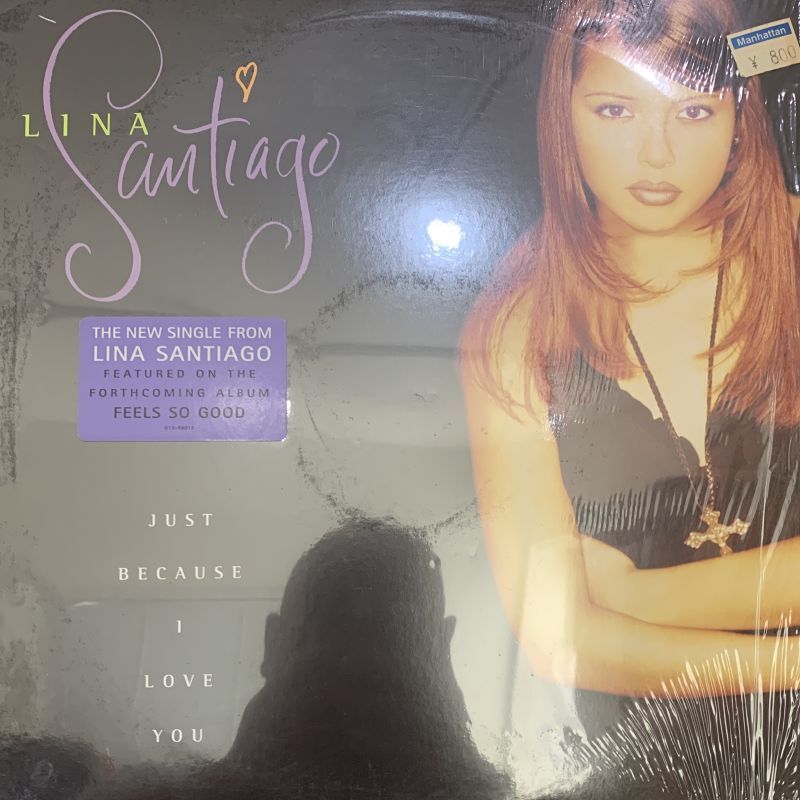 LINA
Santiago
Manhattan
¥ 800
THE NEW SINGLE FROM
LINA SANTIAGO
FEATURED ON THE
FORTHCOMING ALBUM
FEELS SO GOOD
JUST
BECAUSE
I
LOVE
YOU